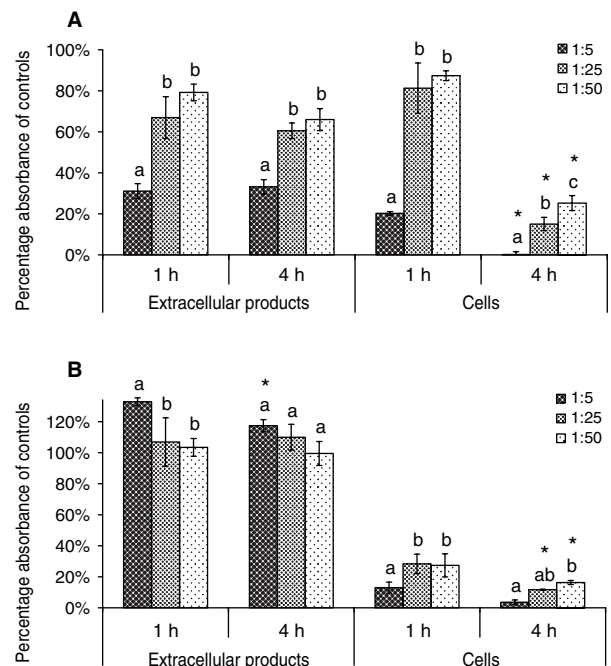 A
Percentage absorbance of controls
100%
80%
60%
40%
20%
0%
1:5
1:25
1:50
a b b
a b b
a b b
* * *
a b c
1 h 4 h 1 h 4 h
Extracellular products Cells
B
Percentage absorbance of controls
120%
100%
80%
60%
40%
20%
0%
1:5
1:25
1:50
a b b
*
a a a
a b b
* *
a ab b
1 h 4 h 1 h 4 h
Extracellular products Cells